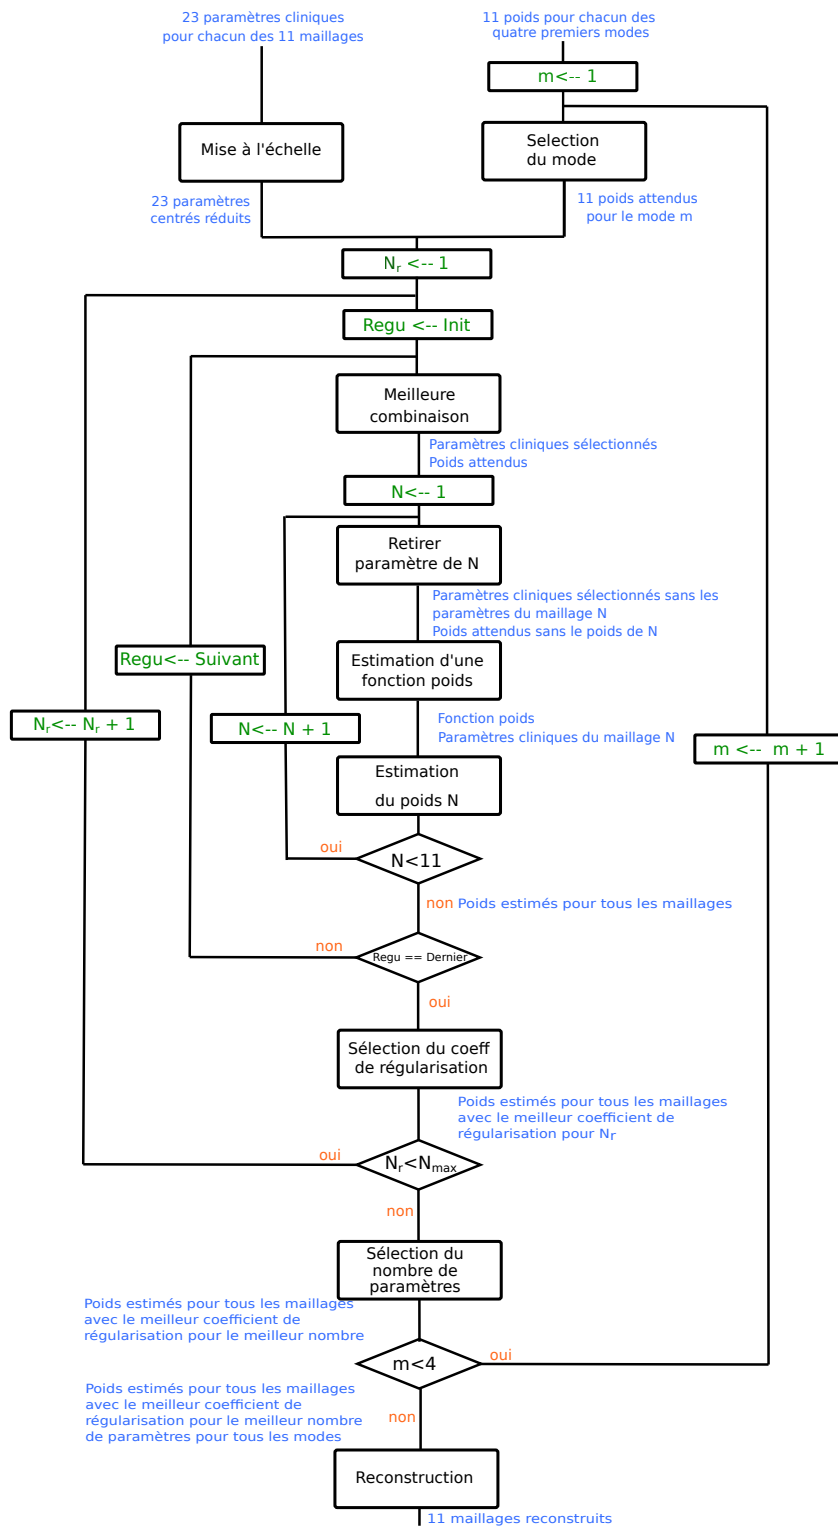 23 paramètres cliniques
pour chacun des 11 maillages
11 poids pour chacun des
quatre premiers modes
m<-- 1
Mise à l'échelle
Selection
du mode
23 paramètres
centrés réduits
11 poids attendus
pour le mode m
Nr <-- 1
Regu <-- Init
Meilleure
combinaison
Paramètres cliniques sélectionnés
Poids attendus
N<-- 1
Retirer
paramètre de N
Paramètres cliniques sélectionnés sans les
paramètres du maillage N
Poids attendus sans le poids de N
Regu<-- Suivant
Estimation d'une
fonction poids
Nr<-- Nr + 1
N<-- N + 1
Fonction poids
Paramètres cliniques du maillage N
m <-- m + 1
Estimation
du poids N
oui
N<11
non Poids estimés pour tous les maillages
non
Regu == Dernier
oui
Sélection du coeff
de régularisation
Poids estimés pour tous les maillages
avec le meilleur coefficient de
régularisation pour Nr
oui
Nr<Nmax
non
Sélection du
nombre de
paramètres
Poids estimés pour tous les maillages
avec le meilleur coefficient de
régularisation pour le meilleur nombre
m<4
oui
Poids estimés pour tous les maillages
avec le meilleur coefficient de
régularisation pour le meilleur nombre
de paramètres pour tous les modes
non
Reconstruction
11 maillages reconstruits